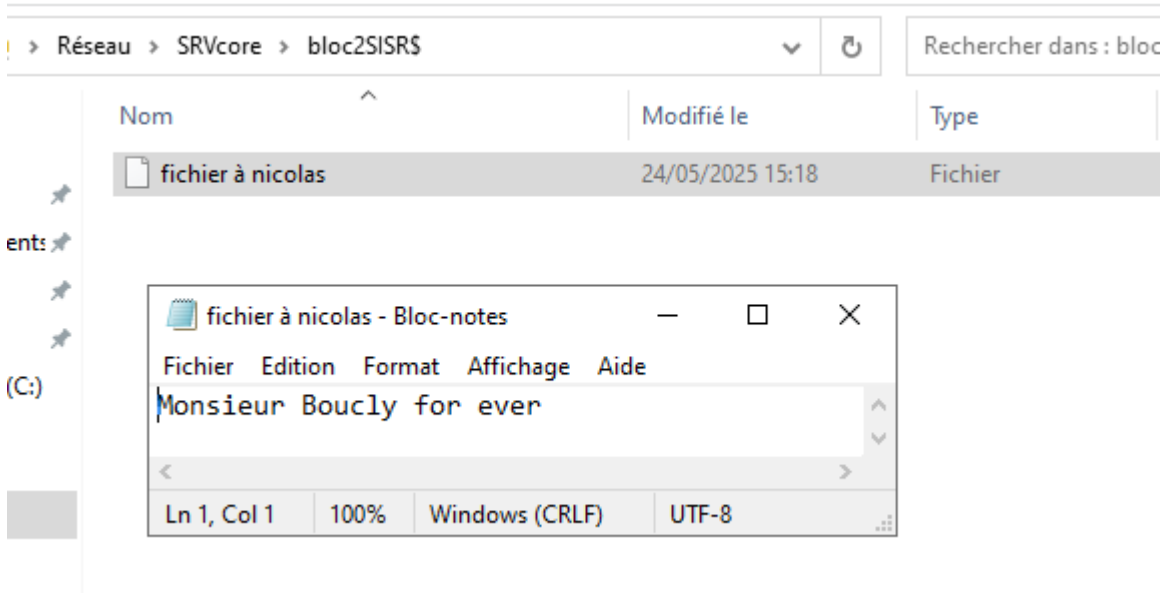 Réseau > SRVcore > bloc2SISR$
Rechercher dans : bloc
Nom Modifié le Type
fichier à nicolas 24/05/2025 15:18 Fichier
ents
fichier à nicolas - Bloc-notes
Fichier Edition Format Affichage Aide
(C:)
Monsieur Boucly for ever
Ln 1, Col 1 100% Windows (CRLF) UTF-8